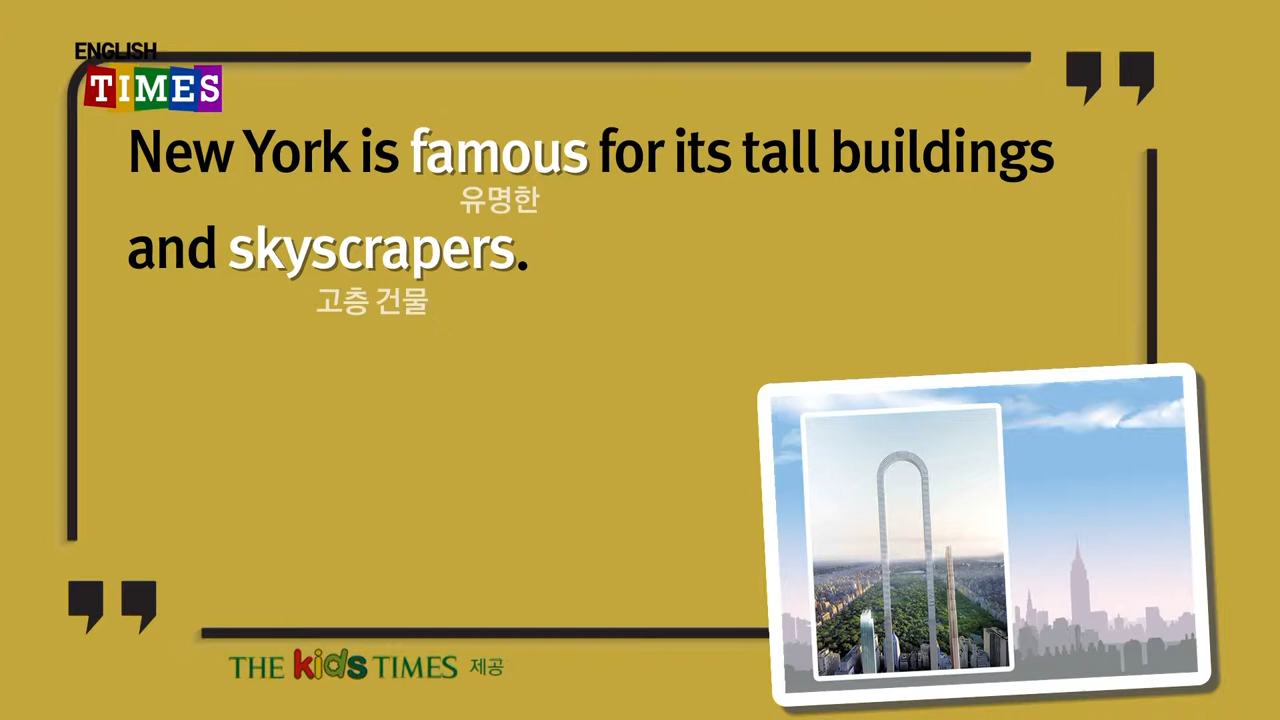 ENGLISH
TIMES
New York is famous for its tall buildings
유명한
and skyscrapers.
고층 건물
THE kids TIMES 제공